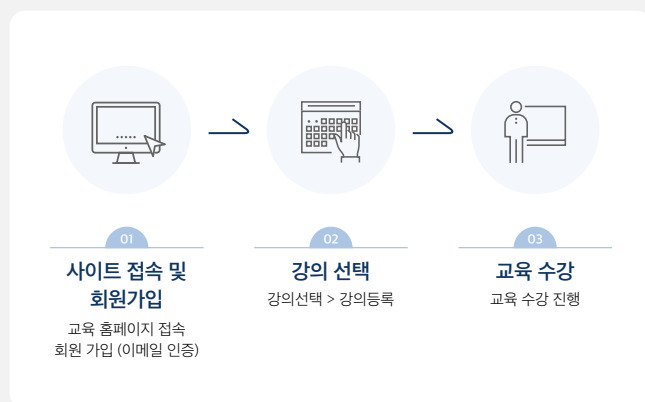 01
사이트 접속 및
회원가입
교육 홈페이지 접속
회원 가입 (이메일 인증)
02
강의 선택
강의선택 > 강의등록
03
교육 수강
교육 수강 진행